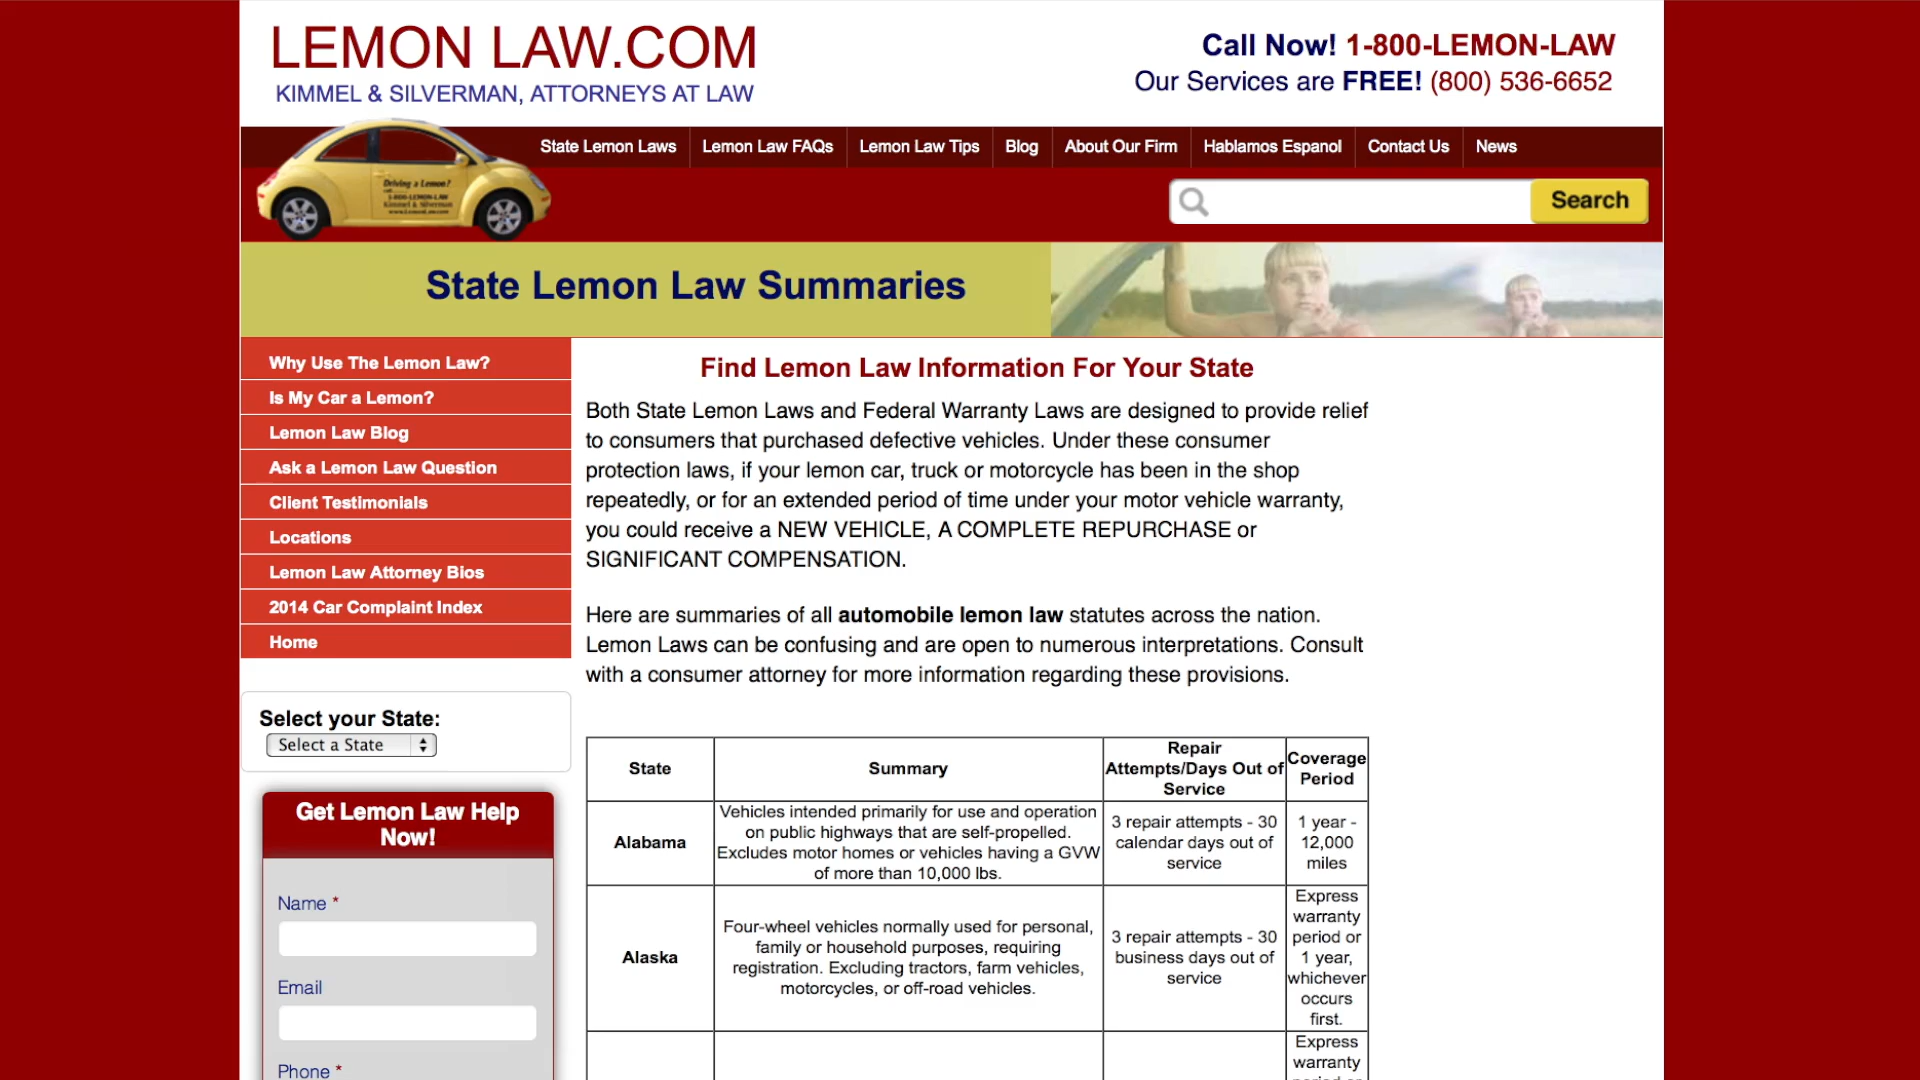 LEMON LAW.COM
KIMMEL & SILVERMAN, ATTORNEYS AT LAW
Call Now! 1-800-LEMON-LAW
Our Services are FREE! (800) 536-6652
Driving a Lemon?
1-800-LEMON-LAW
Kimmel & Silverman
www.LemonLaw.com
State Lemon Laws
Lemon Law FAQs
Lemon Law Tips
Blog
About Our Firm
Hablamos Espanol
Contact Us
News
Search
State Lemon Law Summaries
Why Use The Lemon Law?
Is My Car a Lemon?
Lemon Law Blog
Ask a Lemon Law Question
Client Testimonials
Locations
Lemon Law Attorney Bios
2014 Car Complaint Index
Home
Select your State:
Select a State
Get Lemon Law Help
Now!
Name *
Email
Phone *
Find Lemon Law Information For Your State
Both State Lemon Laws and Federal Warranty Laws are designed to provide relief
to consumers that purchased defective vehicles. Under these consumer
protection laws, if your lemon car, truck or motorcycle has been in the shop
repeatedly, or for an extended period of time under your motor vehicle warranty,
you could receive a NEW VEHICLE, A COMPLETE REPURCHASE or
SIGNIFICANT COMPENSATION.
Here are summaries of all automobile lemon law statutes across the nation.
Lemon Laws can be confusing and are open to numerous interpretations. Consult
with a consumer attorney for more information regarding these provisions.
State
Summary
Repair
Attempts/Days Out of
Service
Coverage
Period
Alabama
Vehicles intended primarily for use and operation
on public highways that are self-propelled.
Excludes motor homes or vehicles having a GVW
of more than 10,000 lbs.
3 repair attempts - 30
calendar days out of
service
1 year -
12,000
miles
Alaska
Four-wheel vehicles normally used for personal,
family or household purposes, requiring
registration. Excluding tractors, farm vehicles,
motorcycles, or off-road vehicles.
3 repair attempts - 30
business days out of
service
Express
warranty
period or
1 year,
whichever
occurs
first.
Express
warranty